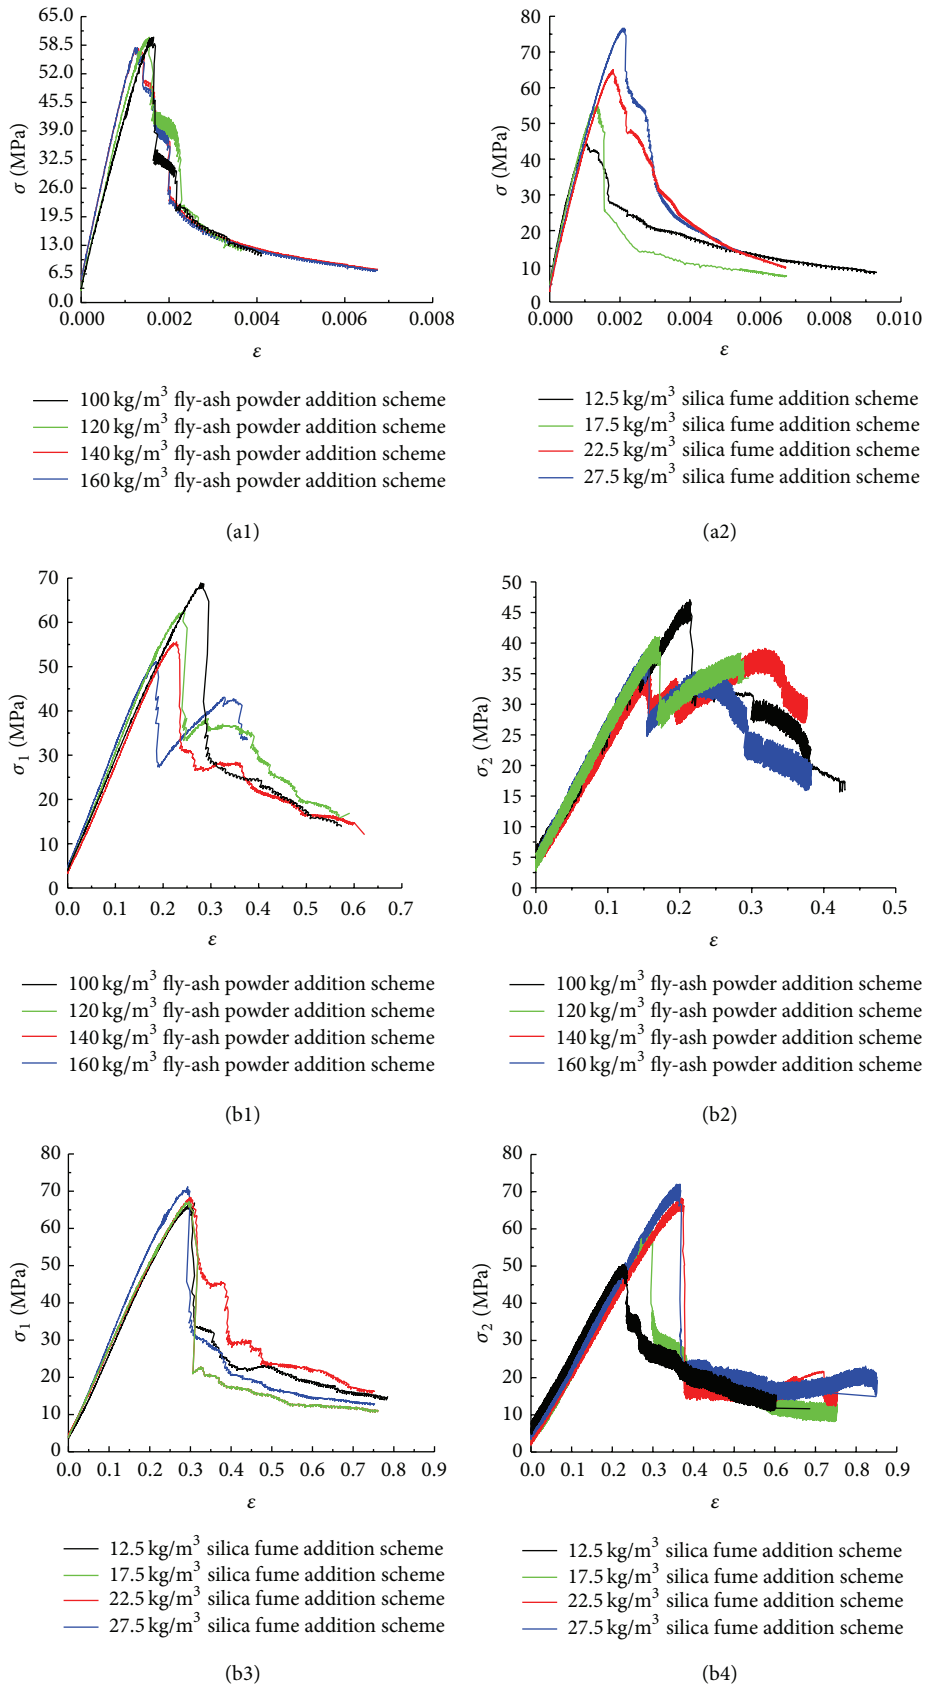 65.0
58.5
52.0
45.5
39.0
32.5
26.0
19.5
13.0
6.5
0.0
σ (MPa)
0.000 0.002 0.004 0.006 0.008
ε
100 kg/m³ fly-ash powder addition scheme
120 kg/m³ fly-ash powder addition scheme
140 kg/m³ fly-ash powder addition scheme
160 kg/m³ fly-ash powder addition scheme
(a1)
80
70
60
50
40
30
20
10
0
σ (MPa)
0.000 0.002 0.004 0.006 0.008 0.010
ε
12.5 kg/m³ silica fume addition scheme
17.5 kg/m³ silica fume addition scheme
22.5 kg/m³ silica fume addition scheme
27.5 kg/m³ silica fume addition scheme
(a2)
70
60
50
40
30
20
10
0
σ₁ (MPa)
0.0 0.1 0.2 0.3 0.4 0.5 0.6 0.7
ε
100 kg/m³ fly-ash powder addition scheme
120 kg/m³ fly-ash powder addition scheme
140 kg/m³ fly-ash powder addition scheme
160 kg/m³ fly-ash powder addition scheme
(b1)
50
45
40
35
30
25
20
15
10
5
0
σ₂ (MPa)
0.0 0.1 0.2 0.3 0.4 0.5
ε
100 kg/m³ fly-ash powder addition scheme
120 kg/m³ fly-ash powder addition scheme
140 kg/m³ fly-ash powder addition scheme
160 kg/m³ fly-ash powder addition scheme
(b2)
80
70
60
50
40
30
20
10
0
σ₁ (MPa)
0.0 0.1 0.2 0.3 0.4 0.5 0.6 0.7 0.8 0.9
ε
12.5 kg/m³ silica fume addition scheme
17.5 kg/m³ silica fume addition scheme
22.5 kg/m³ silica fume addition scheme
27.5 kg/m³ silica fume addition scheme
(b3)
80
70
60
50
40
30
20
10
0
σ₂ (MPa)
0.0 0.1 0.2 0.3 0.4 0.5 0.6 0.7 0.8 0.9
ε
12.5 kg/m³ silica fume addition scheme
17.5 kg/m³ silica fume addition scheme
22.5 kg/m³ silica fume addition scheme
27.5 kg/m³ silica fume addition scheme
(b4)